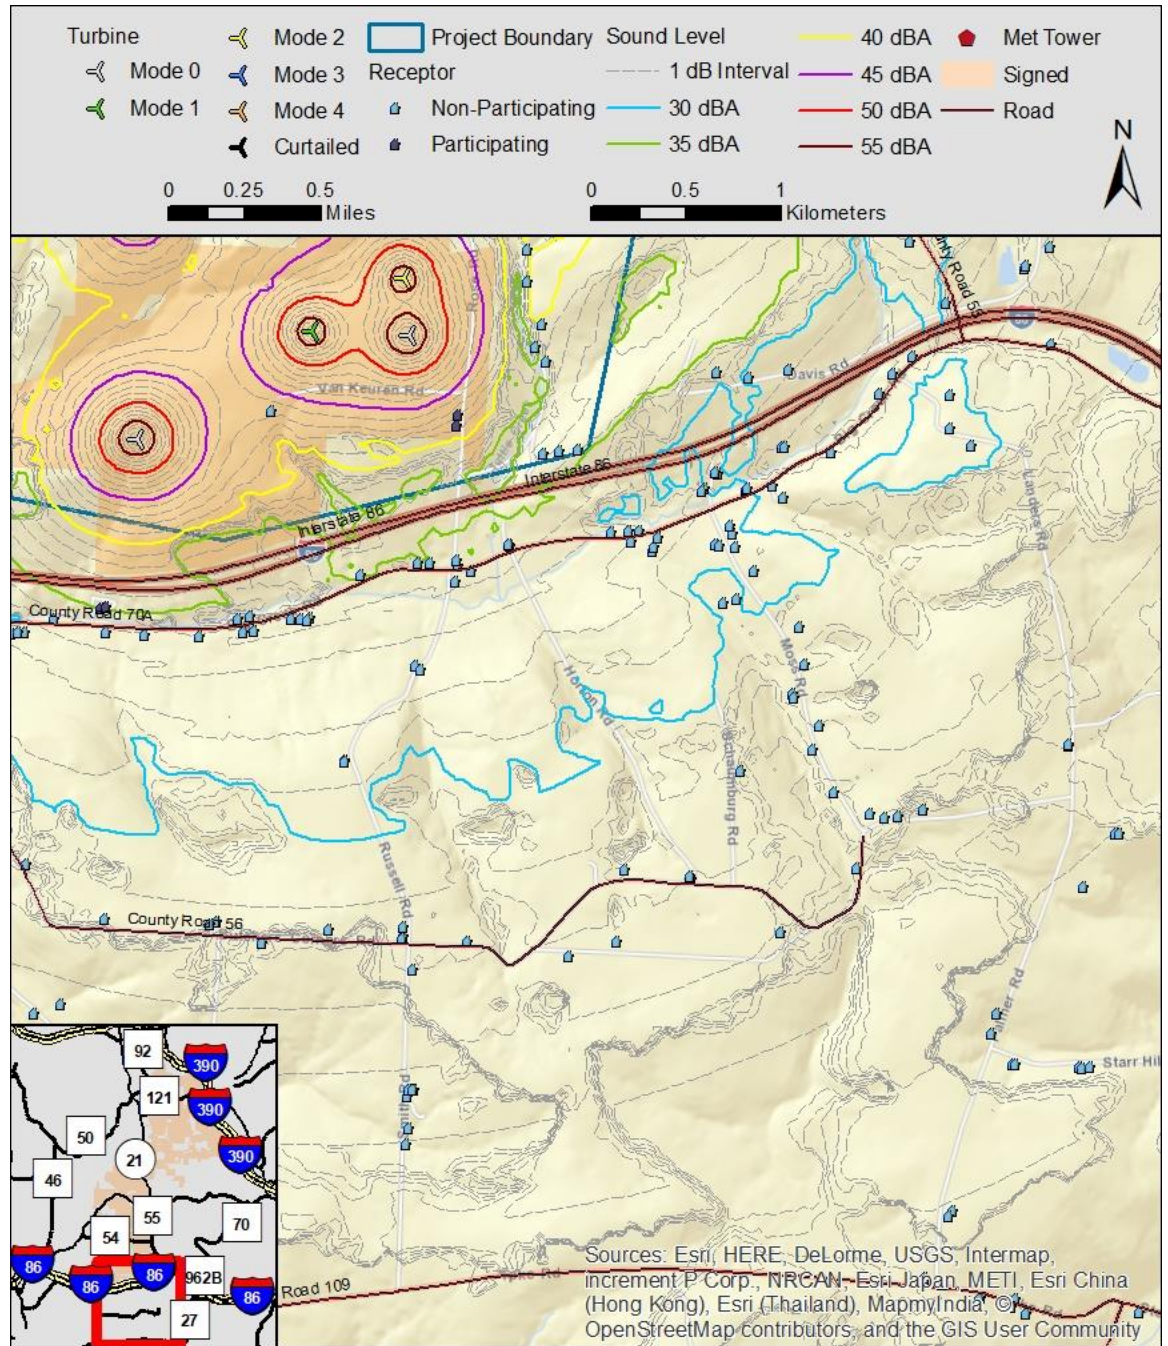 Turbine
Mode 0
Mode 1
Mode 2
Mode 3
Mode 4
Curtailed
Project Boundary
Receptor
Non-Participating
Participating
Sound Level
1 dB Interval
30 dBA
35 dBA
40 dBA
45 dBA
50 dBA
55 dBA
Met Tower
Signed
Road
N
0 0.25 0.5
Miles
0 0.5 1
Kilometers
Van Keuren Rd
Davis Rd
Interstate 86
Interstate 86
County Road 70A
Landers Rd
Horton Rd
Moss Rd
Schaumburg Rd
Russell Rd
County Road 56
Starr Hil
Road 109
92
390
121
390
50
21
390
46
55
54
70
86
86
86
962B
86
27
Sources: Esri, HERE, DeLorme, USGS, Intermap,
increment P Corp., NRCAN, Esri Japan, METI, Esri China
(Hong Kong), Esri (Thailand), MapmyIndia, ©
OpenStreetMap contributors, and the GIS User Community